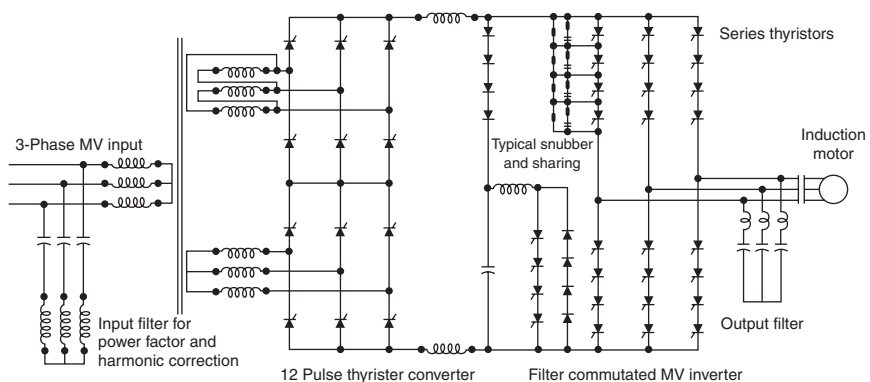 Series thyristors
3-Phase MV input
Typical snubber
and sharing
Induction
motor
Input filter for
power factor and
harmonic correction
Output filter
12 Pulse thyrister converter
Filter commutated MV inverter